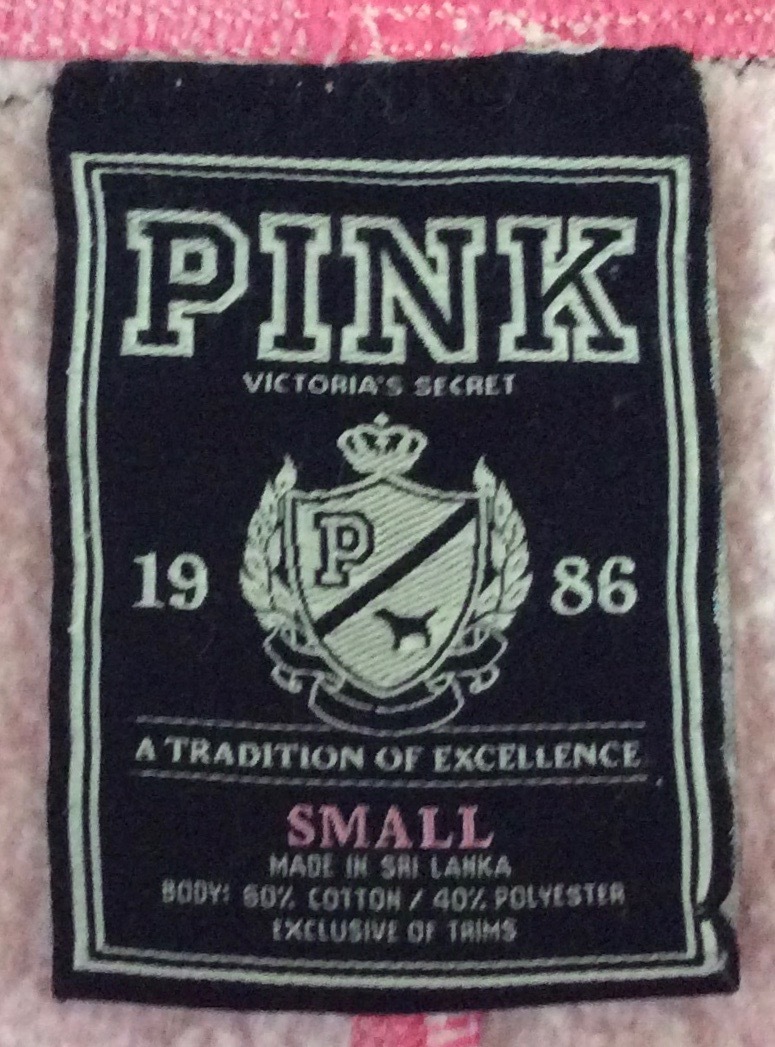 PINK
VICTORIA'S SECRET
P
19 86
A TRADITION OF EXCELLENCE
SMALL
MADE IN SRI LANKA
BODY: 60% COTTON / 40% POLYESTER
EXCLUSIVE OF TRIMS